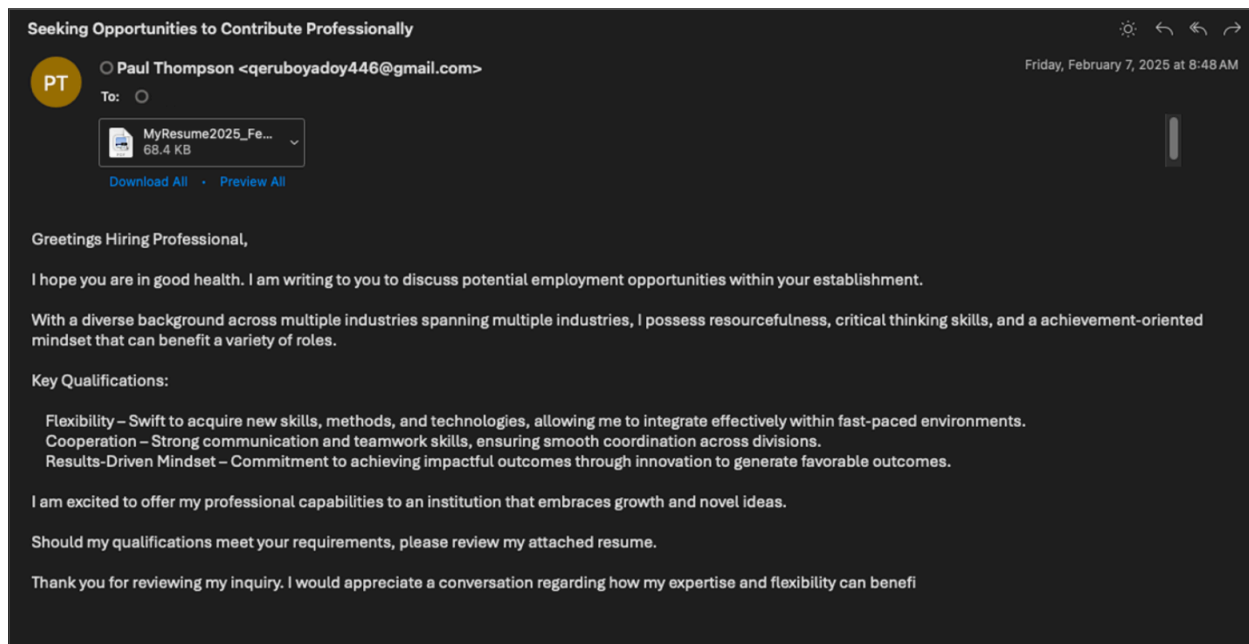 Seeking Opportunities to Contribute Professionally
PT
Paul Thompson <qeruboyadoy446@gmail.com>
Friday, February 7, 2025 at 8:48 AM
To:
MyResume2025_Fe...
68.4 KB
Download All • Preview All
Greetings Hiring Professional,
I hope you are in good health. I am writing to you to discuss potential employment opportunities within your establishment.
With a diverse background across multiple industries spanning multiple industries, I possess resourcefulness, critical thinking skills, and a achievement-oriented
mindset that can benefit a variety of roles.
Key Qualifications:
Flexibility – Swift to acquire new skills, methods, and technologies, allowing me to integrate effectively within fast-paced environments.
Cooperation – Strong communication and teamwork skills, ensuring smooth coordination across divisions.
Results-Driven Mindset – Commitment to achieving impactful outcomes through innovation to generate favorable outcomes.
I am excited to offer my professional capabilities to an institution that embraces growth and novel ideas.
Should my qualifications meet your requirements, please review my attached resume.
Thank you for reviewing my inquiry. I would appreciate a conversation regarding how my expertise and flexibility can benefi